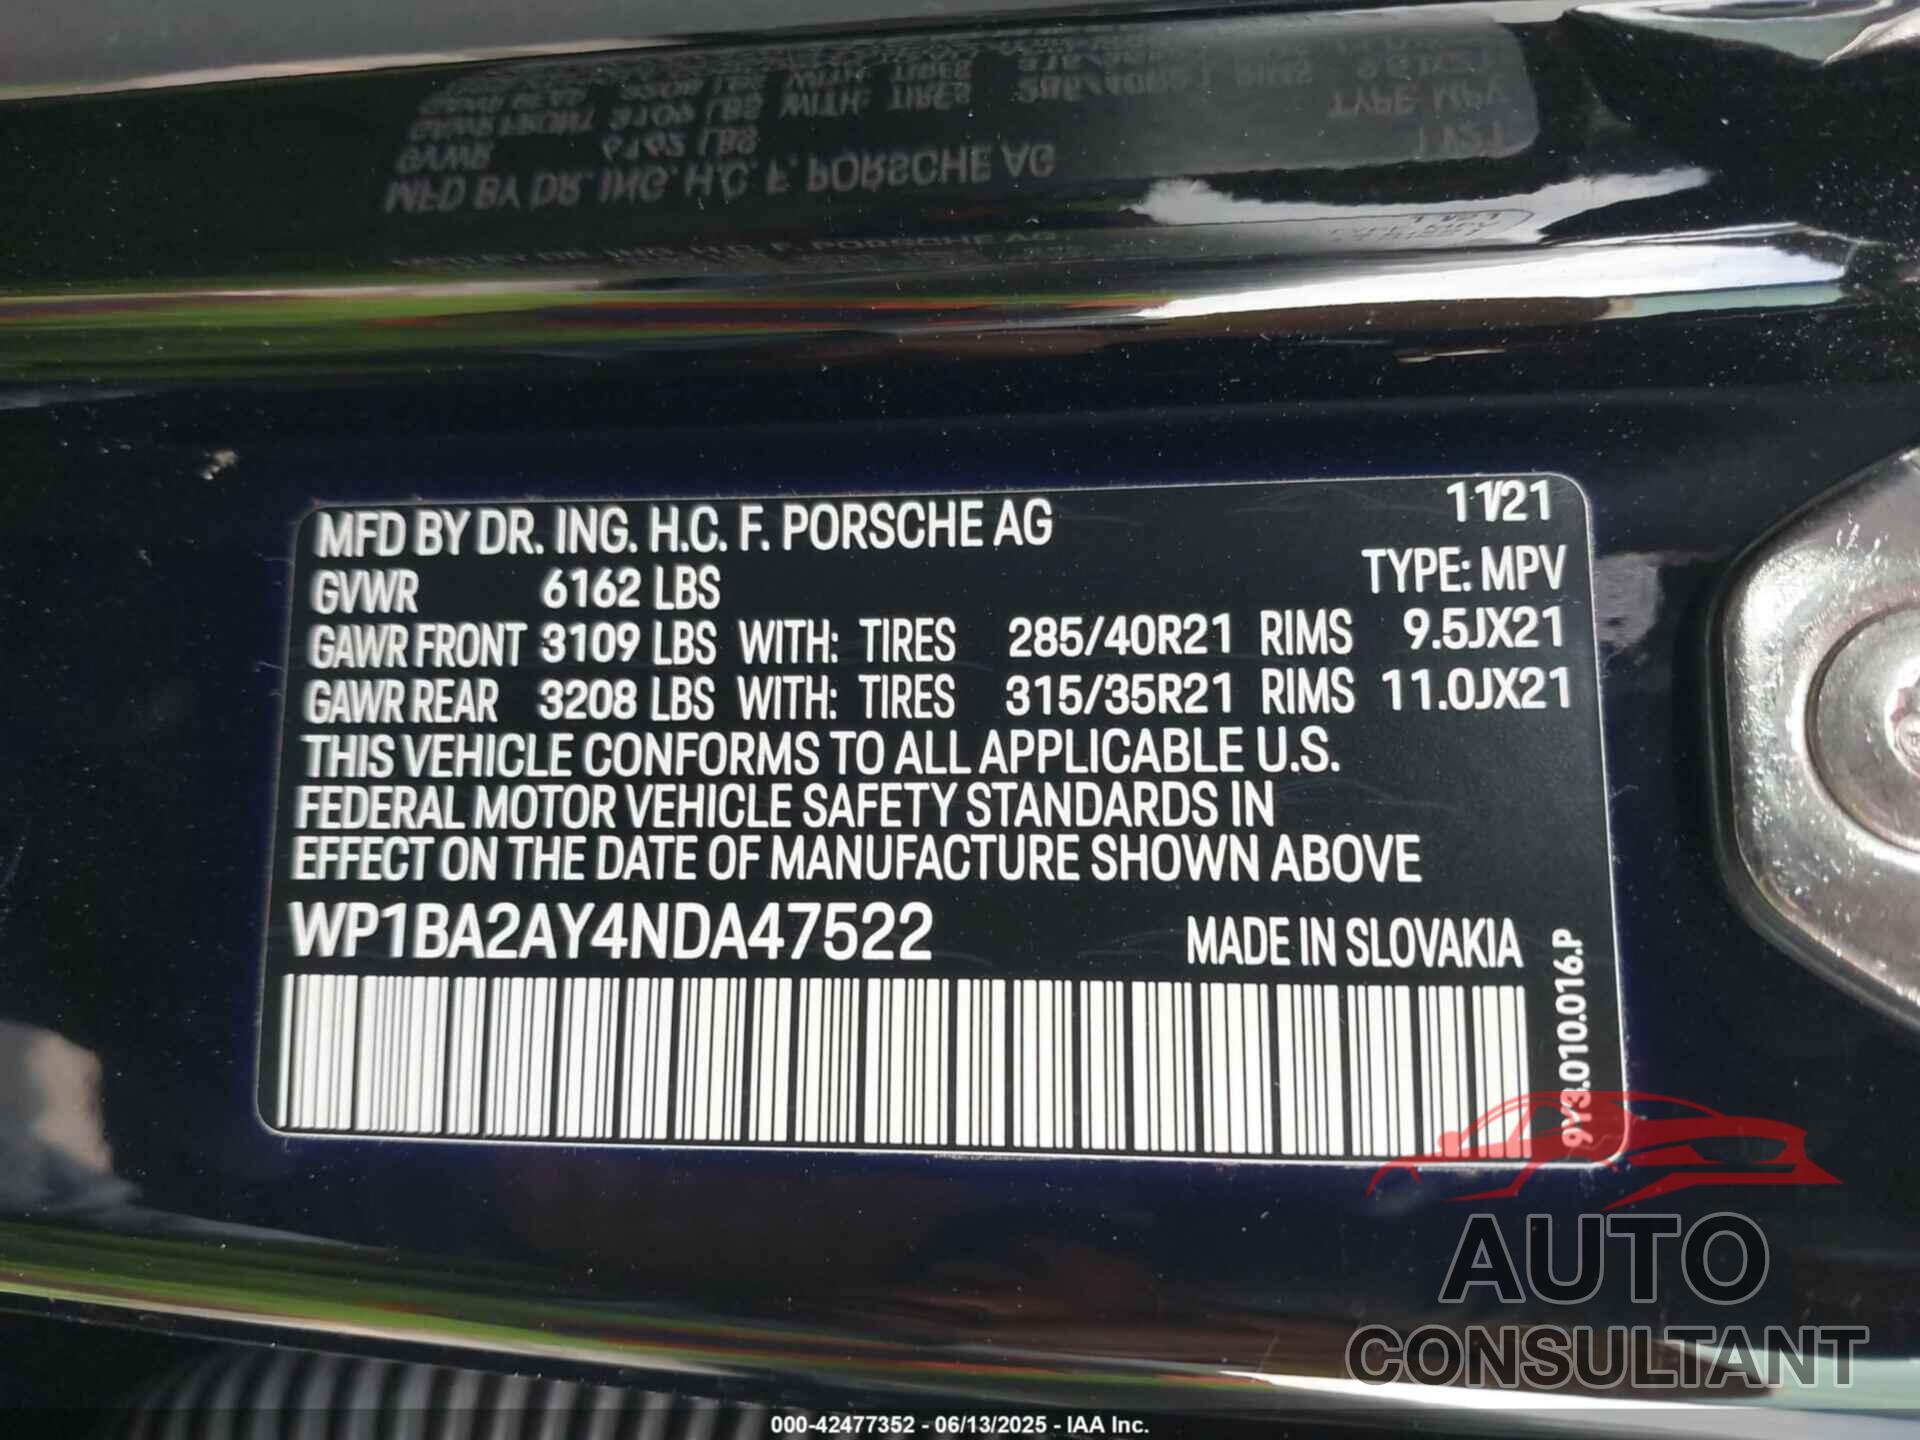 MFD BY DR. ING. H.C. F. PORSCHE AG 11/21
GVWR 6162 LBS TYPE: MPV
GAWR FRONT 3109 LBS WITH: TIRES 285/40R21 RIMS 9.5JX21
GAWR REAR 3208 LBS WITH: TIRES 315/35R21 RIMS 11.0JX21
THIS VEHICLE CONFORMS TO ALL APPLICABLE U.S.
FEDERAL MOTOR VEHICLE SAFETY STANDARDS IN
EFFECT ON THE DATE OF MANUFACTURE SHOWN ABOVE
WP1BA2AY4NDA47522 MADE IN SLOVAKIA
9Y3.010.016.P
AUTO
CONSULTANT
000-42477352 - 06/13/2025 - IAA Inc.